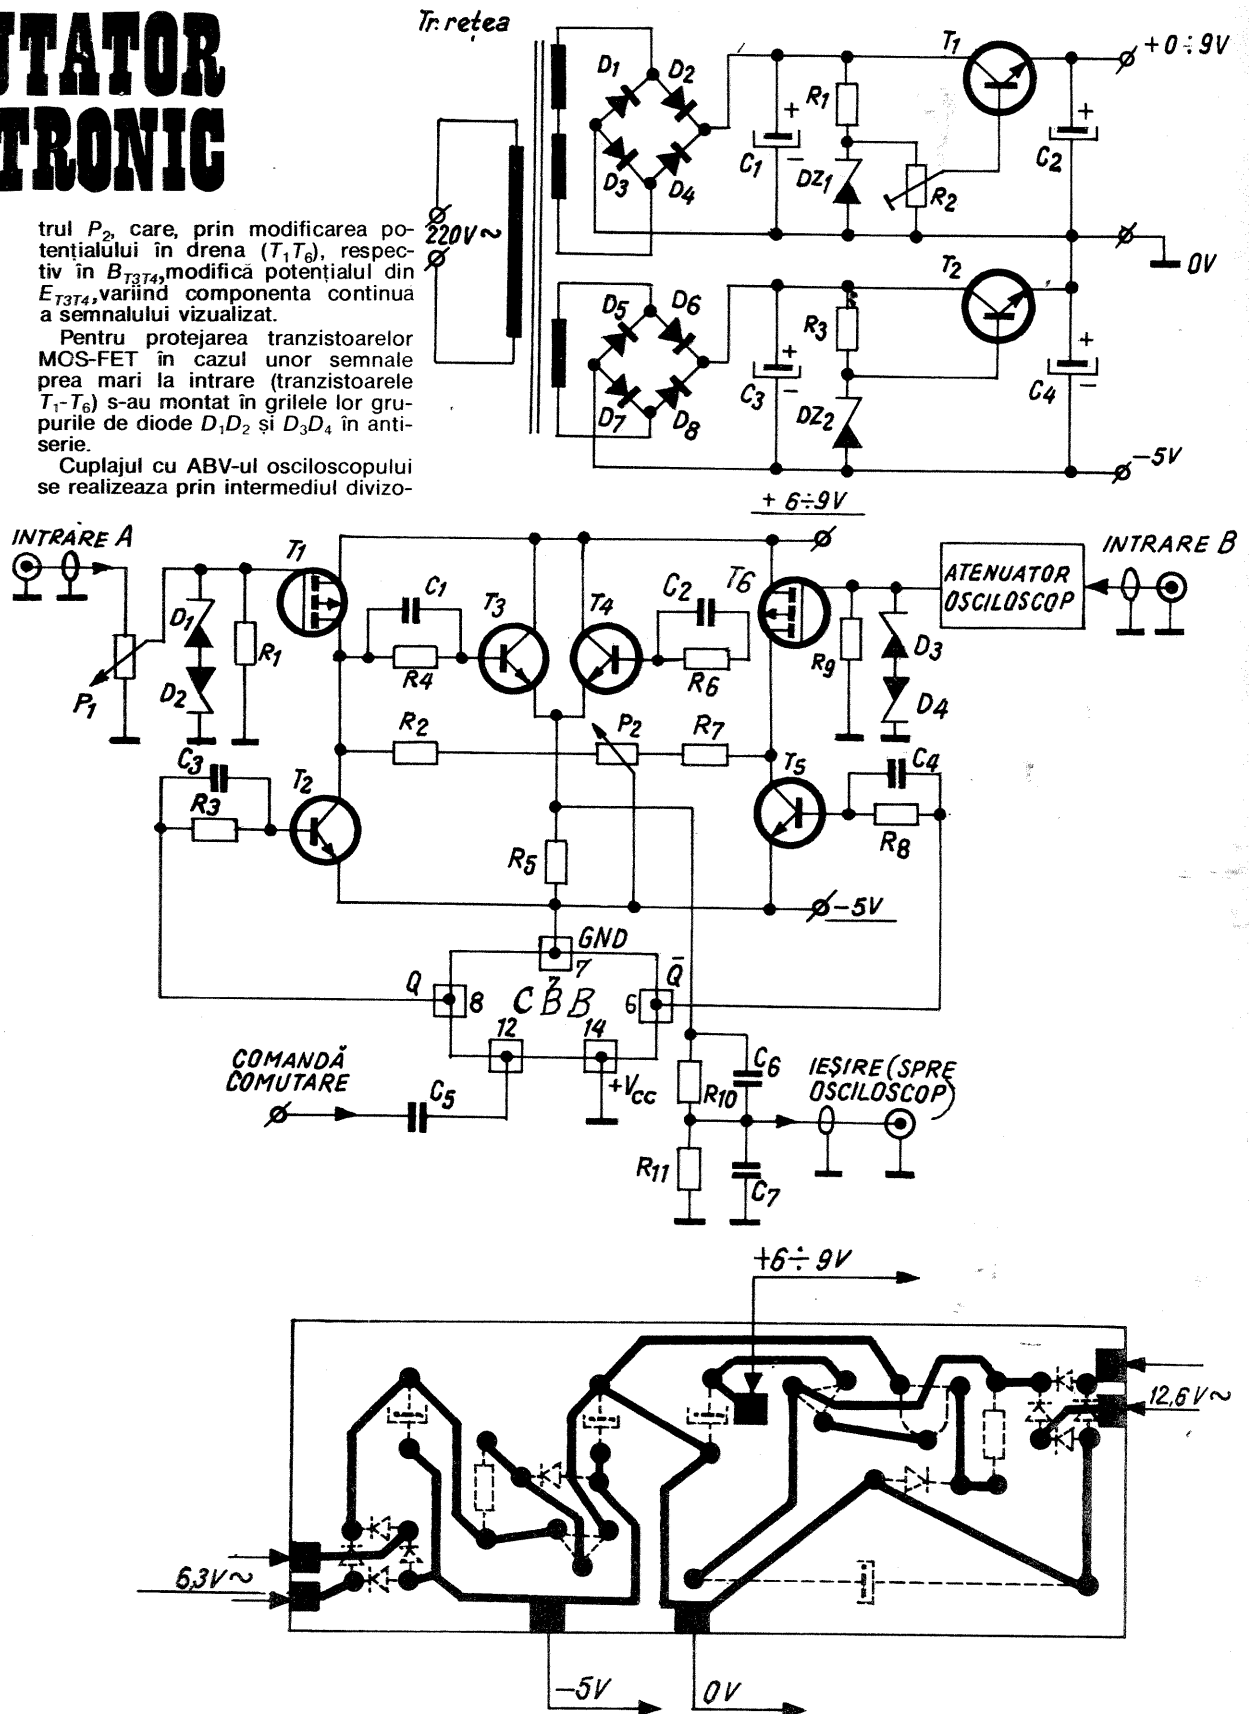 UTATOR
TRONIC
trul P2, care, prin modificarea po-
tențialului în drena (T1T6), respec-
tiv în BT3T4,modifică potențialul din
ET3T4,variind componenta continua
a semnalului vizualizat.
Pentru protejarea tranzistoarelor
MOS-FET în cazul unor semnale
prea mari la intrare (tranzistoarele
T1-T6) s-au montat în grilele lor gru-
purile de diode D1D2 și D3D4 în anti-
serie.
Cuplajul cu ABV-ul osciloscopului
se realizeaza prin intermediul divizo-
Tr. rețea
220V~
D1
D2
D3
D4
C1
+
−
R1
DZ1
R2
T1
+
C2
+0÷9V
0V
D5
D6
D7
D8
C3
+
−
R3
DZ2
T2
+
C4
−
−5V
+ 6÷9V
INTRARE A
P1
D1
D2
R1
T1
C1
R4
T3
T4
C2
R6
T6
R9
D3
D4
ATENUATOR
OSCILOSCOP
INTRARE B
C3
R3
T2
R2
P2
R7
T5
C4
R8
R5
−5V
GND
7
7
Q
8
CBB
6
Q̄
12
14
+Vcc
COMANDĂ
COMUTARE
C5
R10
C6
R11
C7
IEȘIRE (SPRE
OSCILOSCOP)
+6÷9V
12,6V~
6,3V~
−5V
0V